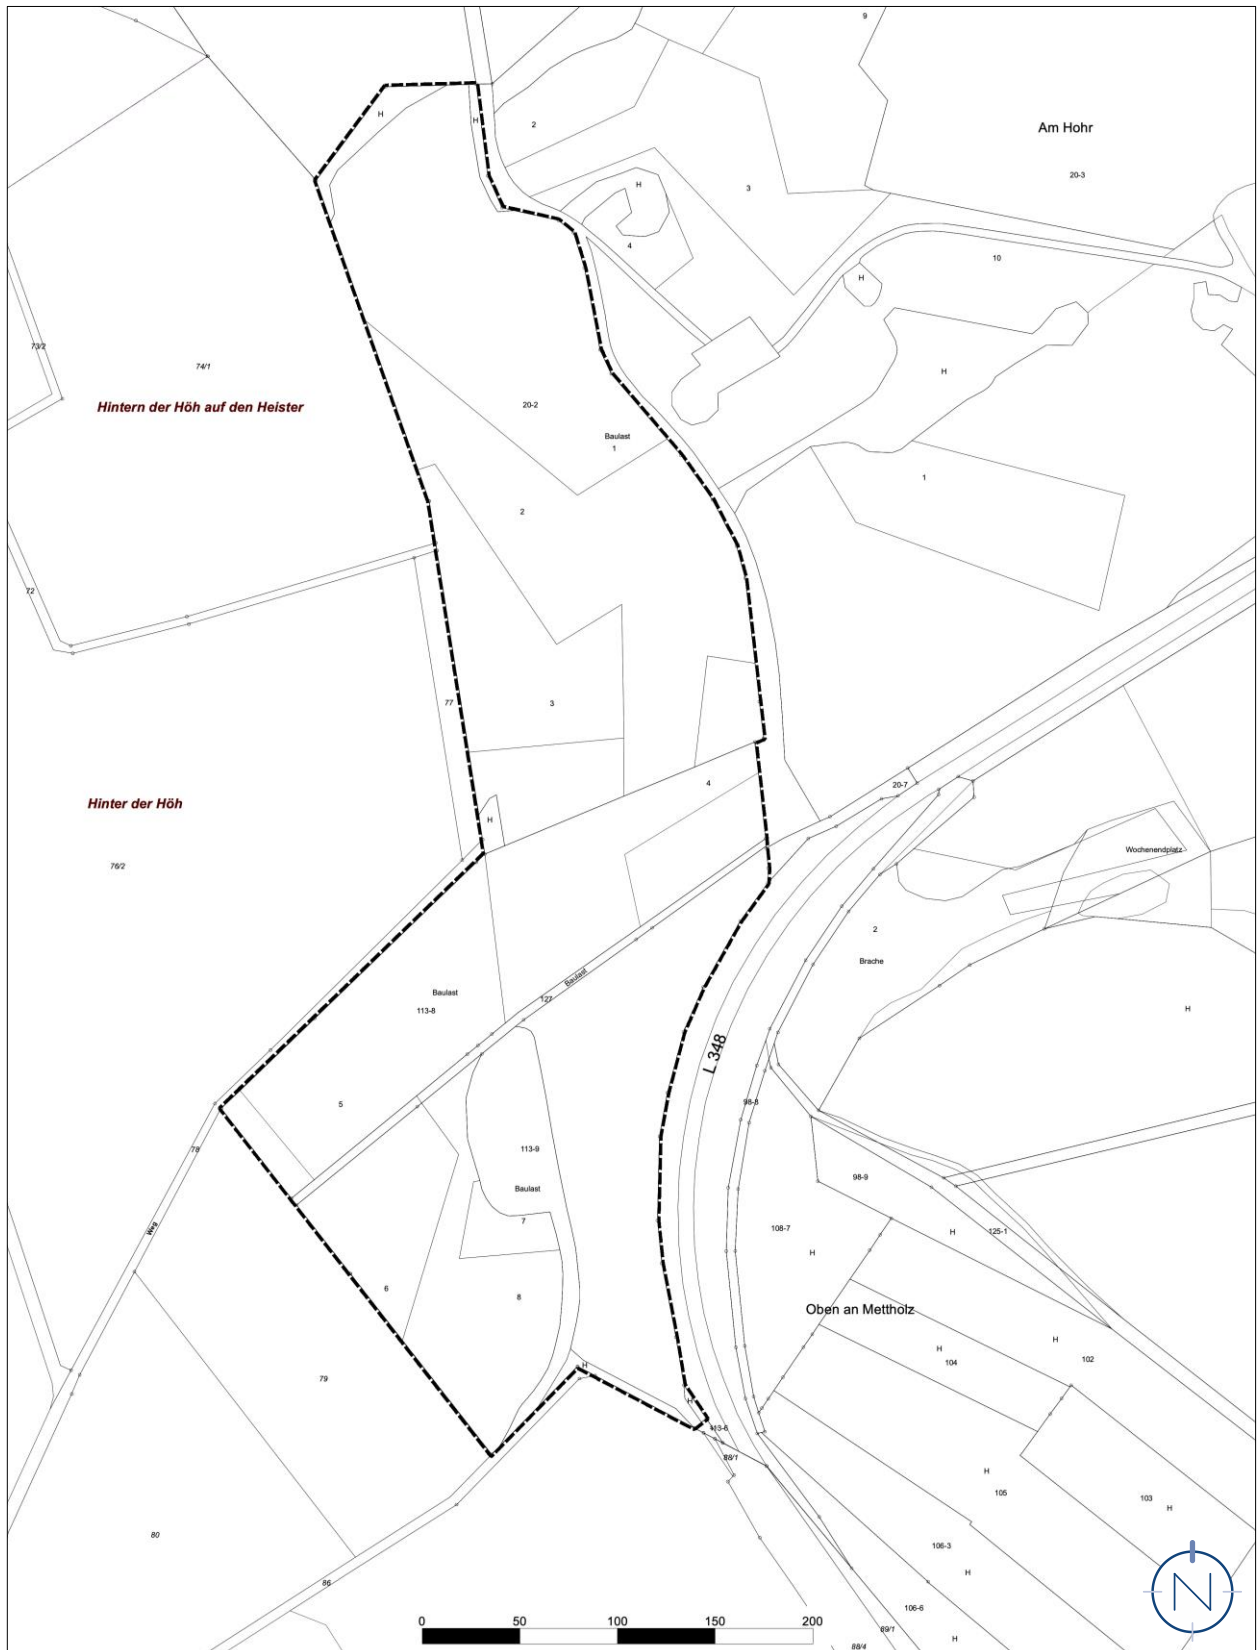 9
Am Hohr
20-3
H
H
2
H
3
4
10
H
73/2
74/1
H
Hintern der Höh auf den Heister
20-2
Baulast
1
1
2
72
77
3
4
20-7
Hinter der Höh
H
Wochenendplatz
76/2
2
Brache
Baulast
127
Baulast
113-8
H
L 348
5
98-8
78
113-9
98-9
Baulast
7
H
125-1
108-7
Weg
H
6
8
Oben an Mettholz
H
H
102
104
H
79
H
113-6
88/1
H
105
103
H
80
106-3
H
86
106-6
89/1
H
88/4
0
50
100
150
200
N